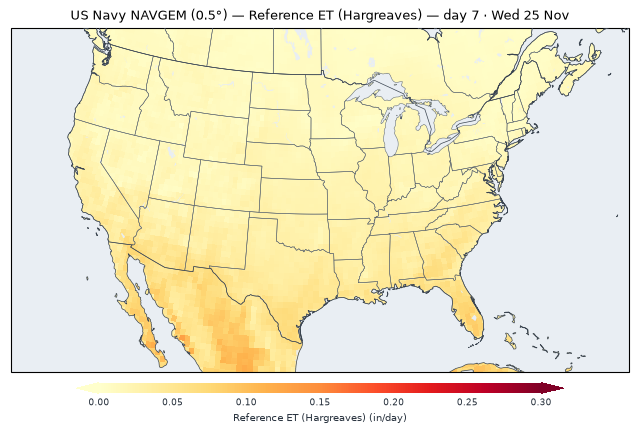 US Navy NAVGEM (0.5°) — Reference ET (Hargreaves) — day 7 · Wed 25 Nov
0.00 0.05 0.10 0.15 0.20 0.25 0.30
Reference ET (Hargreaves) (in/day)